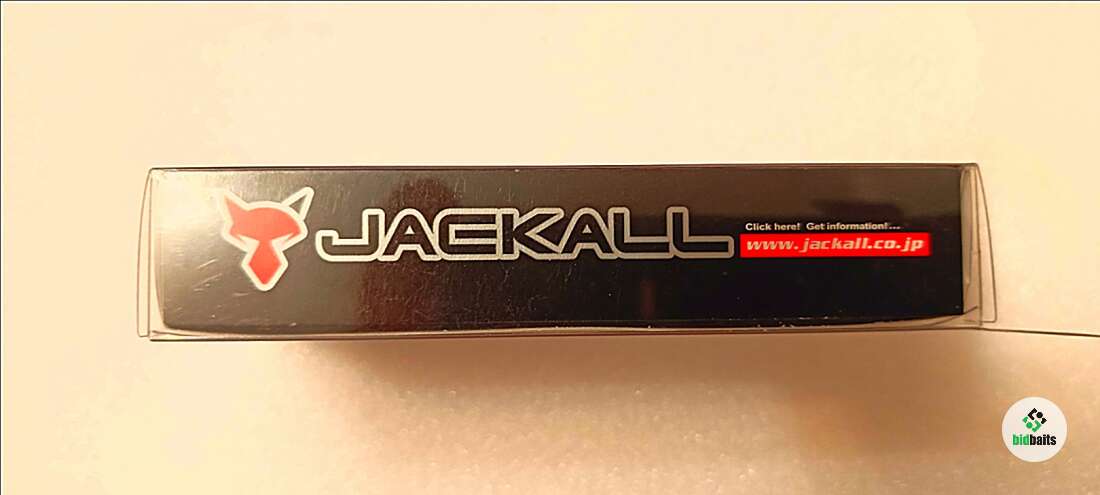 JACKALL
Click here! Get information!...
www.jackall.co.jp
bidbaits